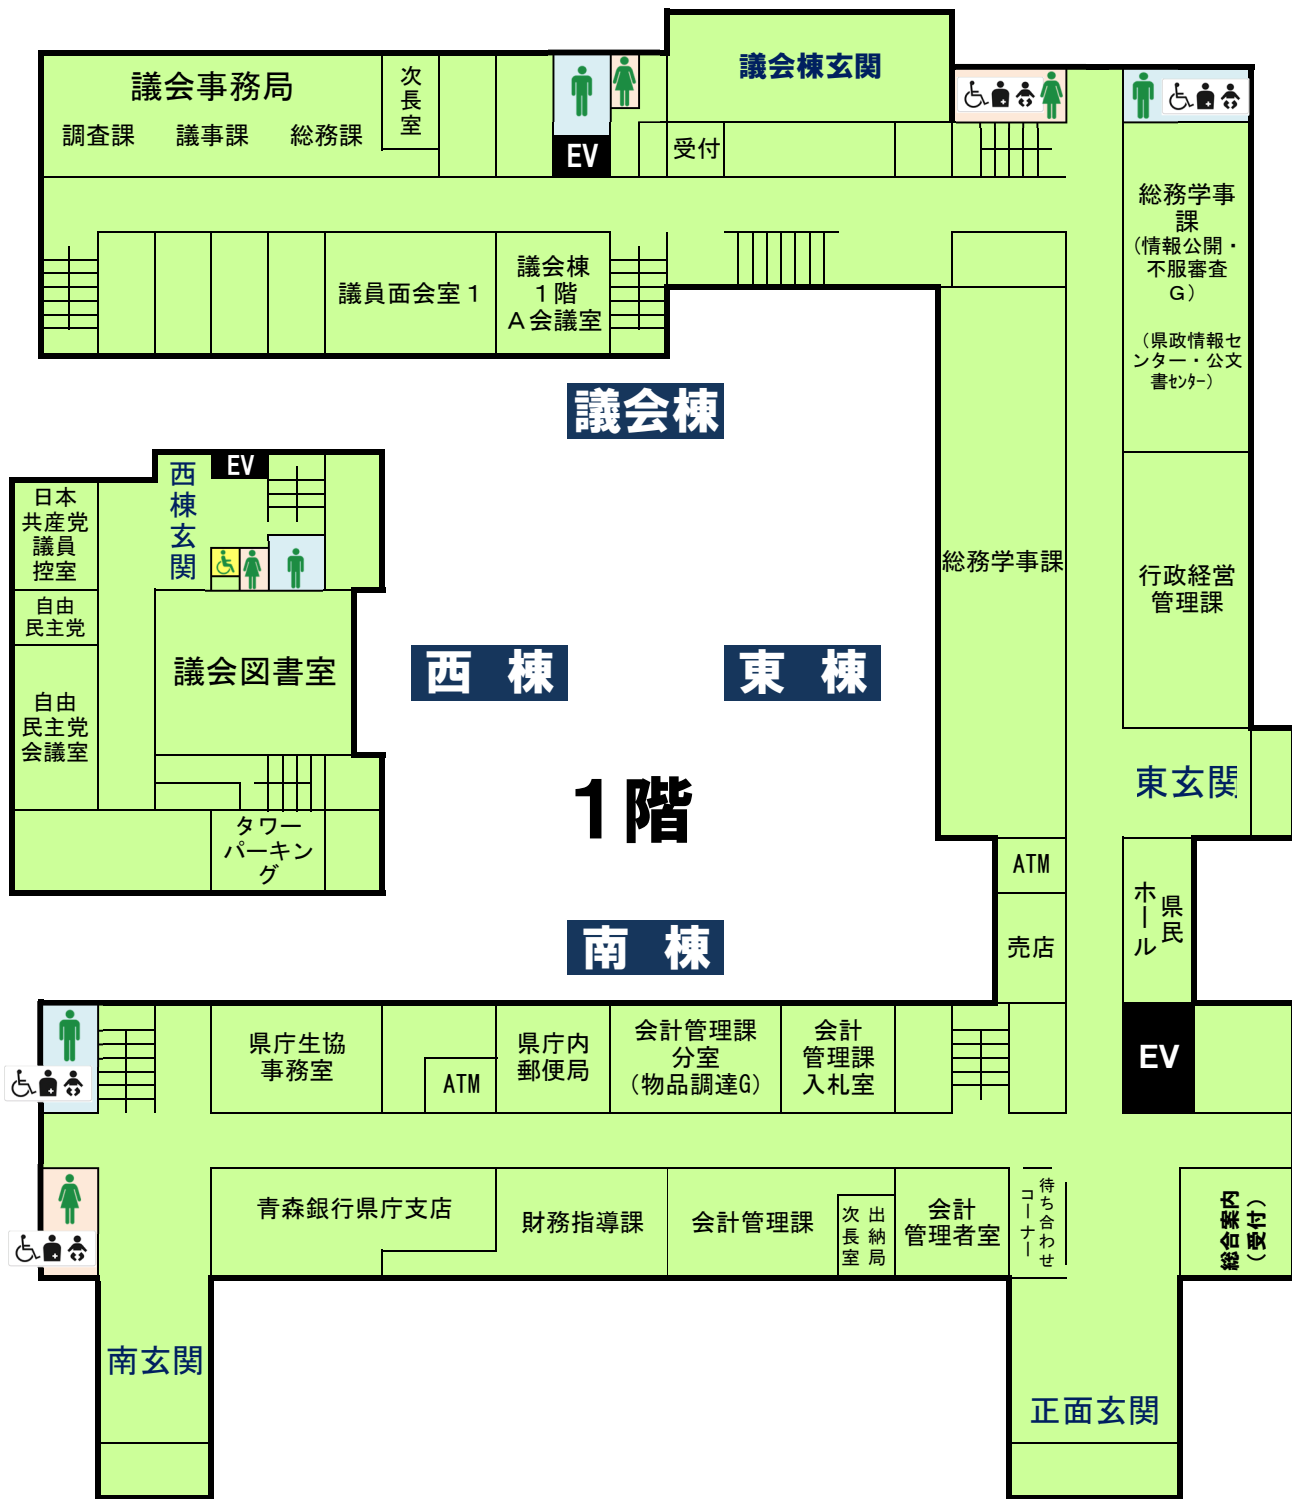 議会棟玄関
議会事務局
調査課　議事課　総務課
次長室
EV
受付
総務学事
課
（情報公開・
不服審査
Ｇ）
（県政情報セ
ンター・公文
書ｾﾝﾀｰ）
議員面会室１
議会棟
１階
Ａ会議室
議会棟
西棟玄関
EV
日本
共産党
議員
控室
自由
民主党
自由
民主党
会議室
議会図書室
タワー
パーキン
グ
西　棟
東　棟
総務学事課
行政経営
管理課
東玄関
1階
ATM
売店
県民
ホール
南　棟
県庁生協
事務室
ATM
県庁内
郵便局
会計管理課
分室
（物品調達G）
会計
管理課
入札室
EV
青森銀行県庁支店
財務指導課
会計管理課
出納局
次長室
会計
管理者室
待ち合わせ
コーナー
総合案内
（受付）
南玄関
正面玄関